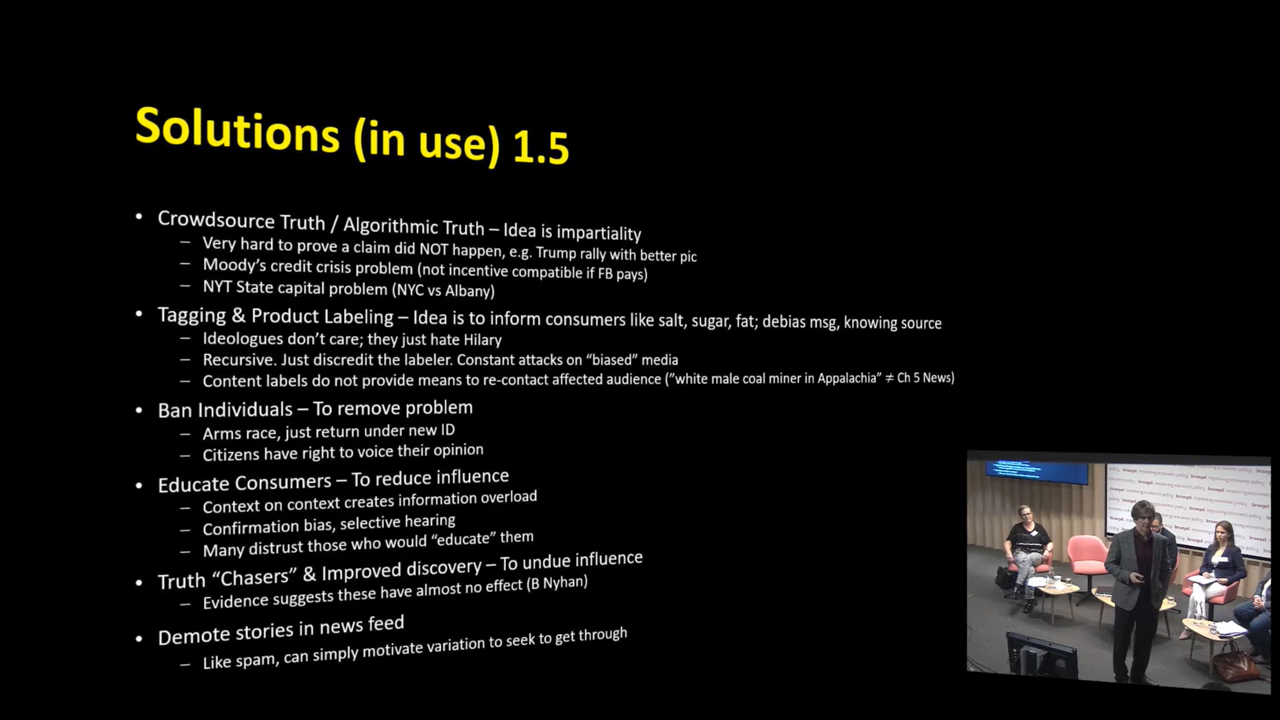 Solutions (in use) 1.5
• Crowdsource Truth / Algorithmic Truth – Idea is impartiality
– Very hard to prove a claim did NOT happen, e.g. Trump rally with better pic
– Moody's credit crisis problem (not incentive compatible if FB pays)
– NYT State capital problem (NYC vs Albany)
• Tagging & Product Labeling – Idea is to inform consumers like salt, sugar, fat; debias msg, knowing source
– Ideologues don't care; they just hate Hilary
– Recursive. Just discredit the labeler. Constant attacks on "biased" media
– Content labels do not provide means to re-contact affected audience ("white male coal miner in Appalachia" ≠ Ch 5 News)
• Ban Individuals – To remove problem
– Arms race, just return under new ID
– Citizens have right to voice their opinion
• Educate Consumers – To reduce influence
– Context on context creates information overload
– Confirmation bias, selective hearing
– Many distrust those who would "educate" them
• Truth "Chasers" & Improved discovery – To undue influence
– Evidence suggests these have almost no effect (B Nyhan)
• Demote stories in news feed
– Like spam, can simply motivate variation to seek to get through
bruegel improving economic policy